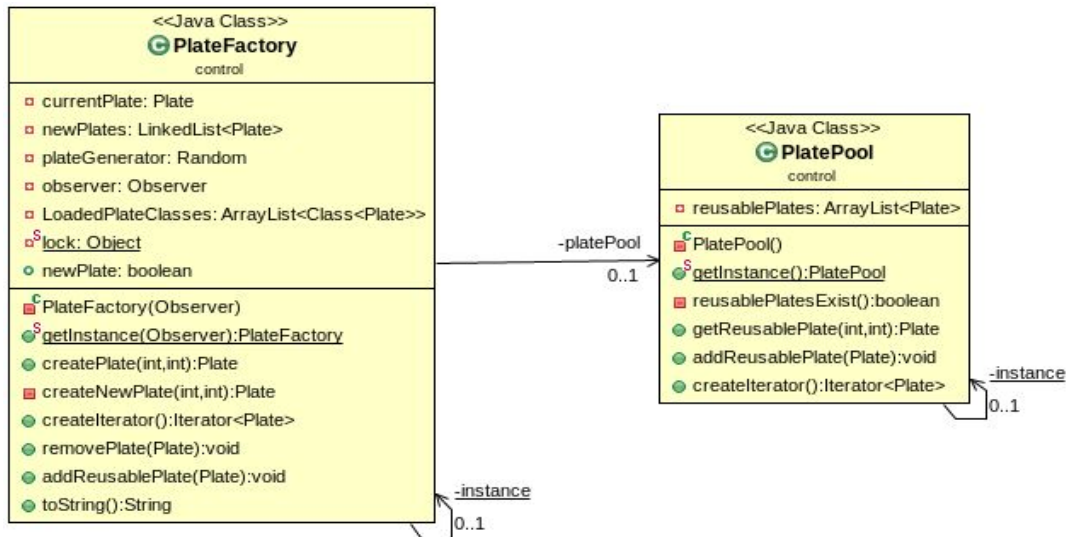 <<Java Class>>
PlateFactory
control
currentPlate: Plate
newPlates: LinkedList<Plate>
plateGenerator: Random
observer: Observer
LoadedPlateClasses: ArrayList<Class<Plate>>
S lock: Object
newPlate: boolean
C PlateFactory(Observer)
S getInstance(Observer):PlateFactory
createPlate(int,int):Plate
createNewPlate(int,int):Plate
createIterator():Iterator<Plate>
removePlate(Plate):void
addReusablePlate(Plate):void
toString():String
-instance
0..1
-platePool
0..1
<<Java Class>>
PlatePool
control
reusablePlates: ArrayList<Plate>
C PlatePool()
S getInstance():PlatePool
reusablePlatesExist():boolean
getReusablePlate(int,int):Plate
addReusablePlate(Plate):void
createIterator():Iterator<Plate>
-instance
0..1